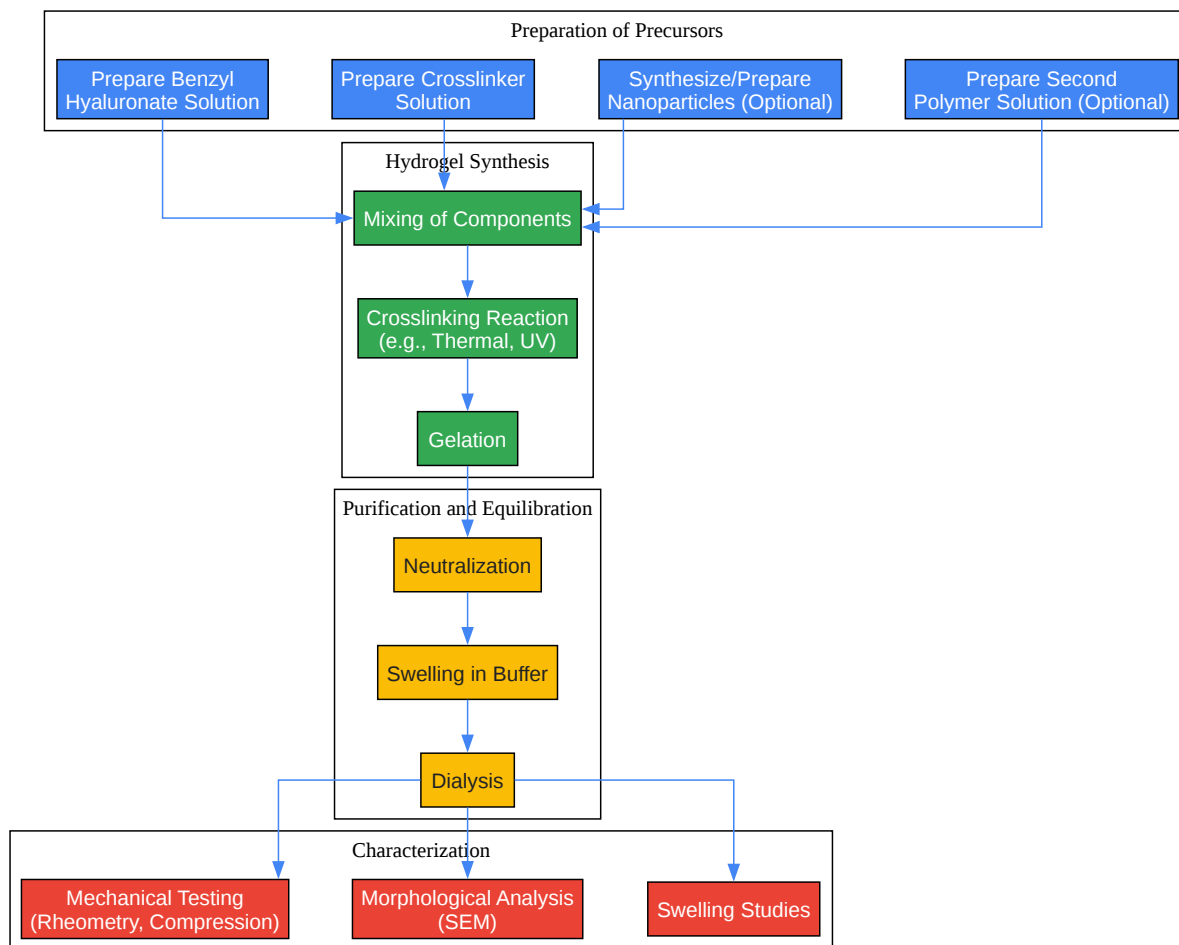 Preparation of Precursors
Prepare Benzyl
Hyaluronate Solution
Prepare Crosslinker
Solution
Synthesize/Prepare
Nanoparticles (Optional)
Prepare Second
Polymer Solution (Optional)
Hydrogel Synthesis
Mixing of Components
Crosslinking Reaction
(e.g., Thermal, UV)
Gelation
Purification and Equilibration
Neutralization
Swelling in Buffer
Dialysis
Characterization
Mechanical Testing
(Rheometry, Compression)
Morphological Analysis
(SEM)
Swelling Studies